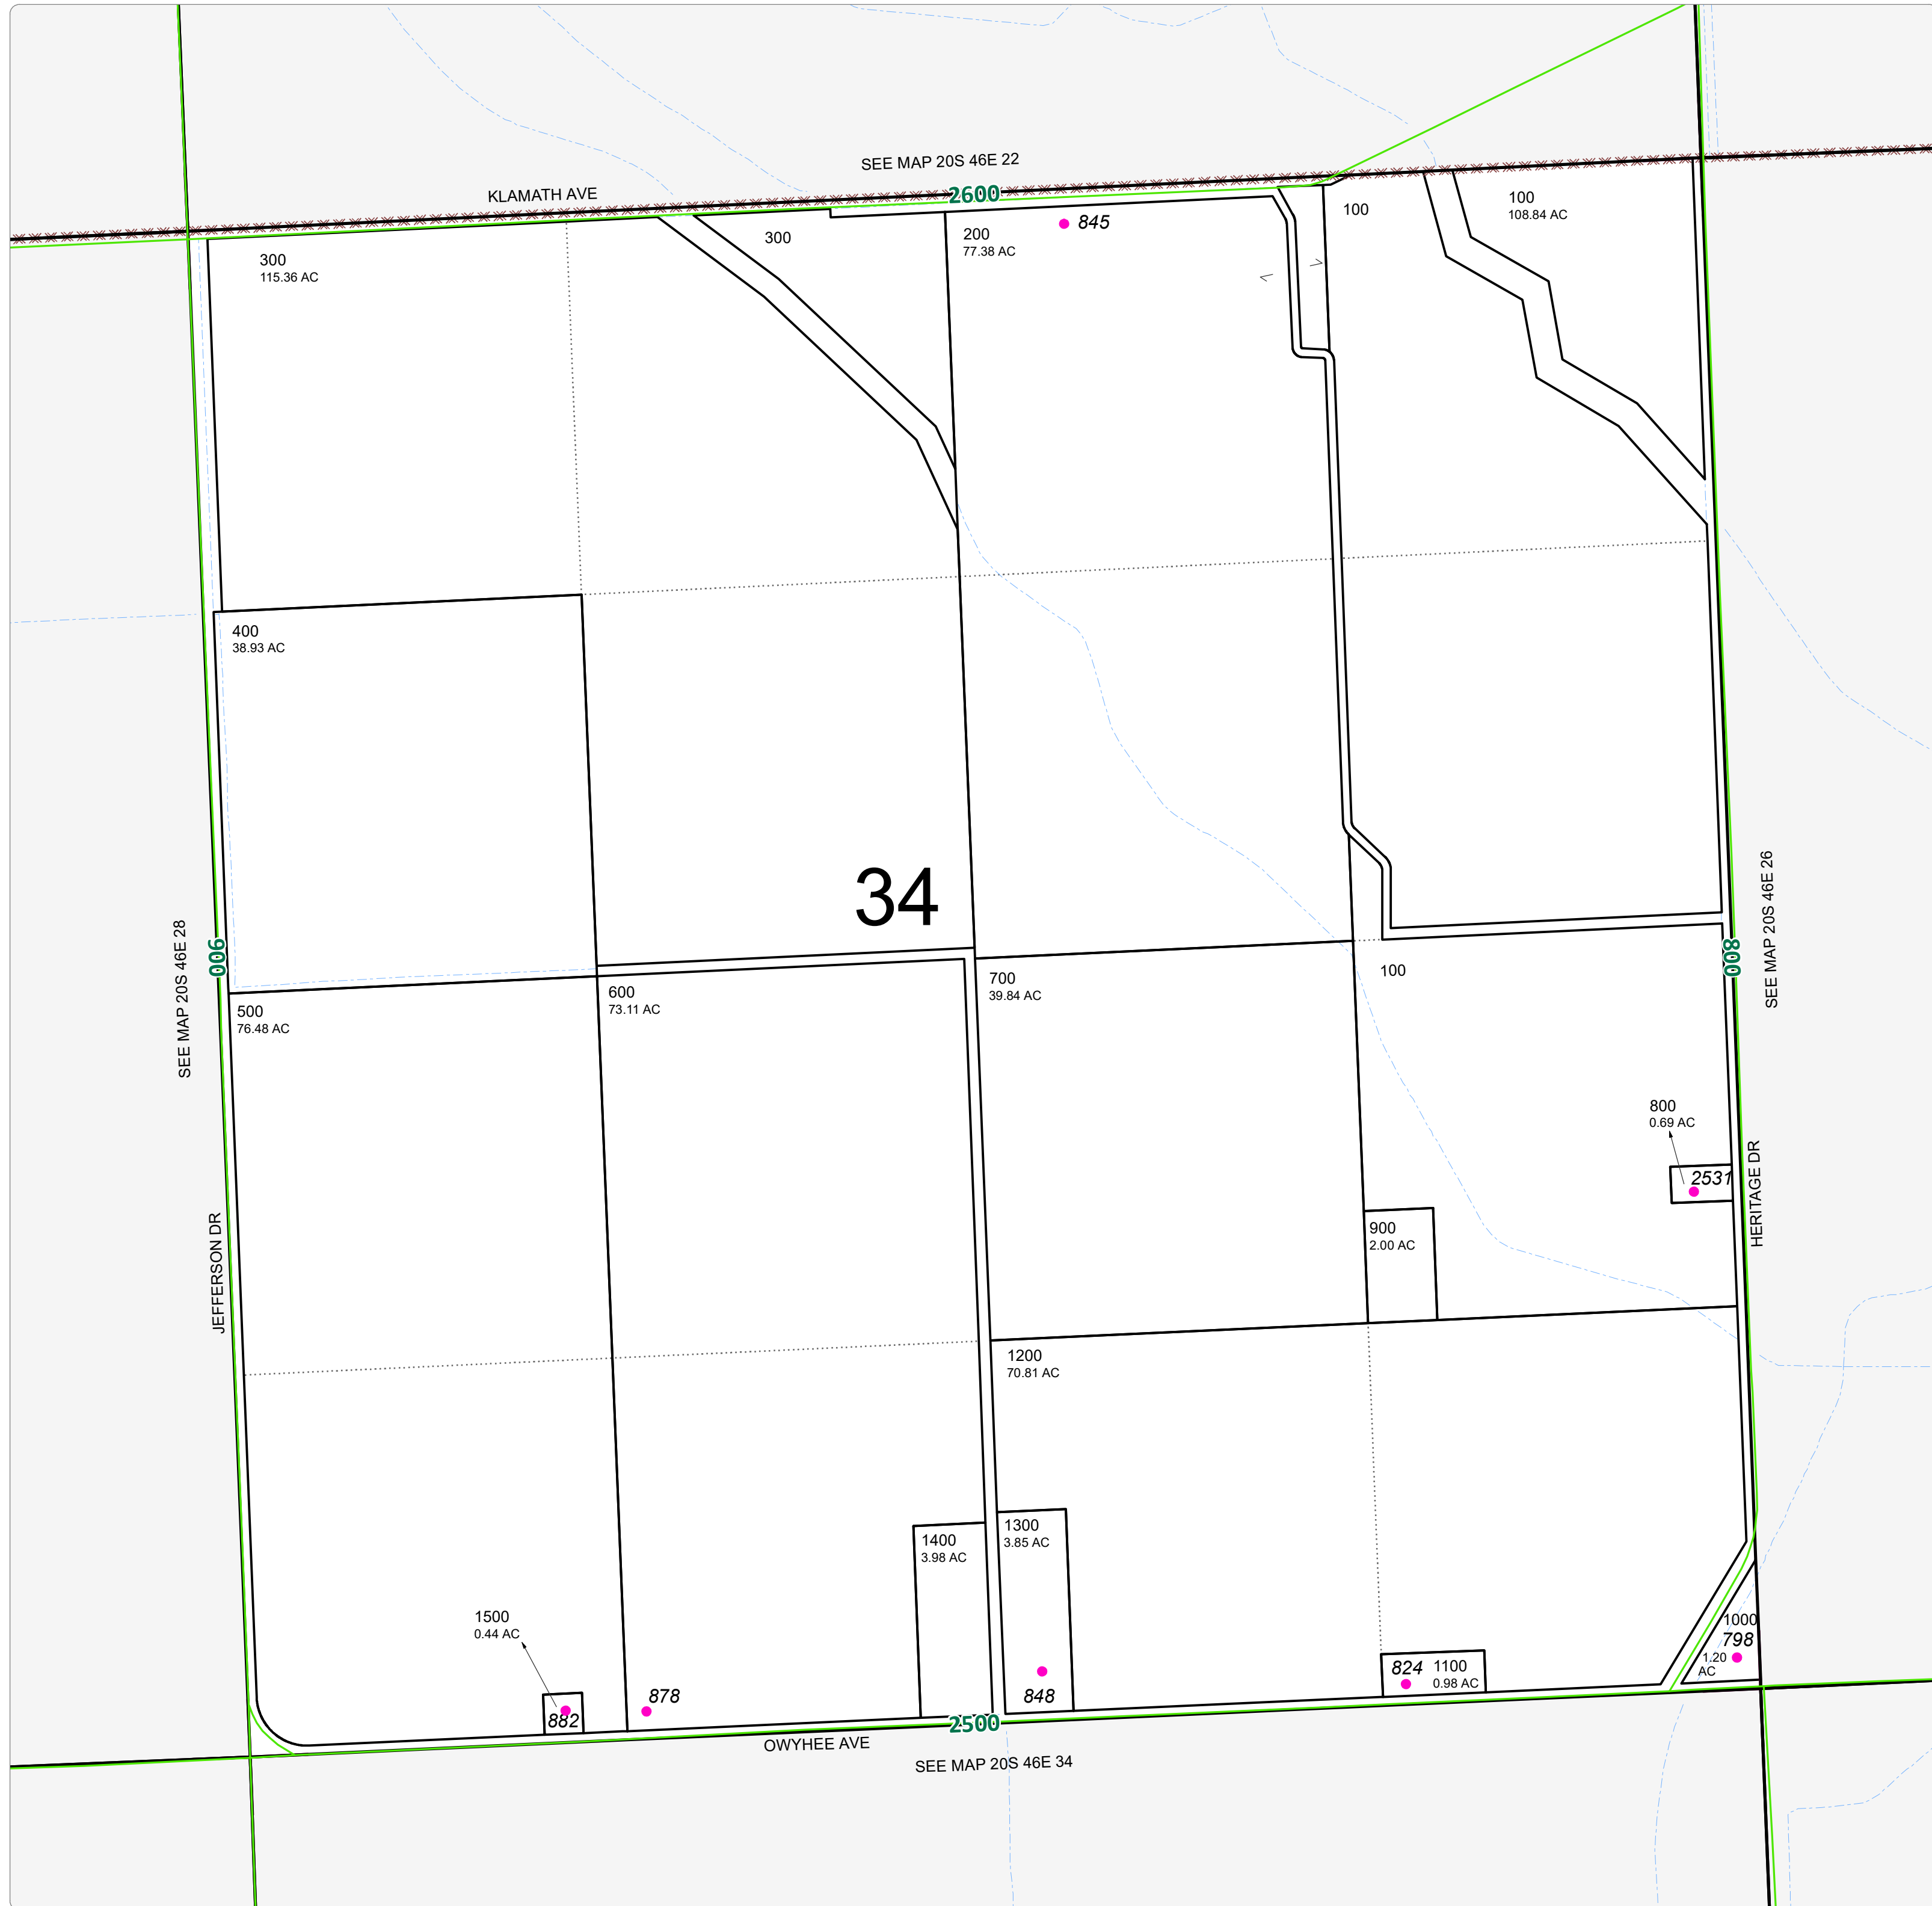 SEE MAP 20S 46E 22
KLAMATH AVE
2600
300
115.36 AC
300
200
77.38 AC
845
100
100
108.84 AC
400
38.93 AC
34
SEE MAP 20S 46E 28
900
SEE MAP 20S 46E 26
800
500
76.48 AC
600
73.11 AC
700
39.84 AC
100
800
0.69 AC
2531
HERITAGE DR
JEFFERSON DR
900
2.00 AC
1200
70.81 AC
1400
3.98 AC
1300
3.85 AC
1500
0.44 AC
882
878
848
824
1100
0.98 AC
1000
798
1.20
AC
2500
OWYHEE AVE
SEE MAP 20S 46E 34